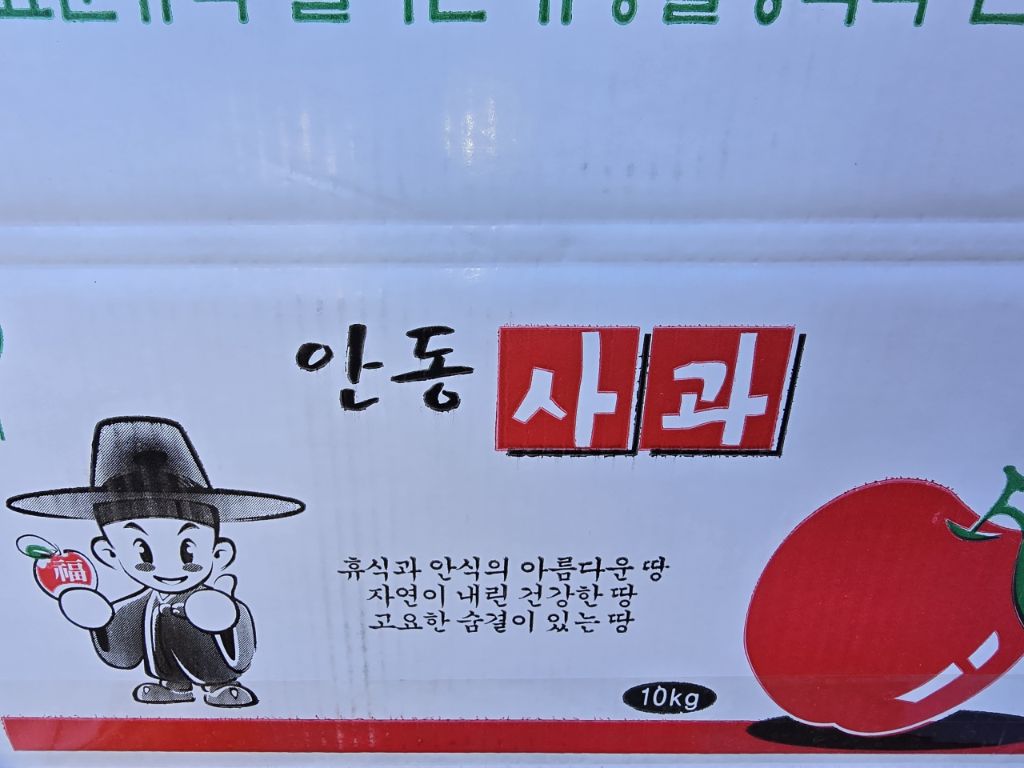 안동 사과
福
휴식과 안식의 아름다운 땅
자연이 내린 건강한 땅
고요한 숨결이 있는 땅
10kg